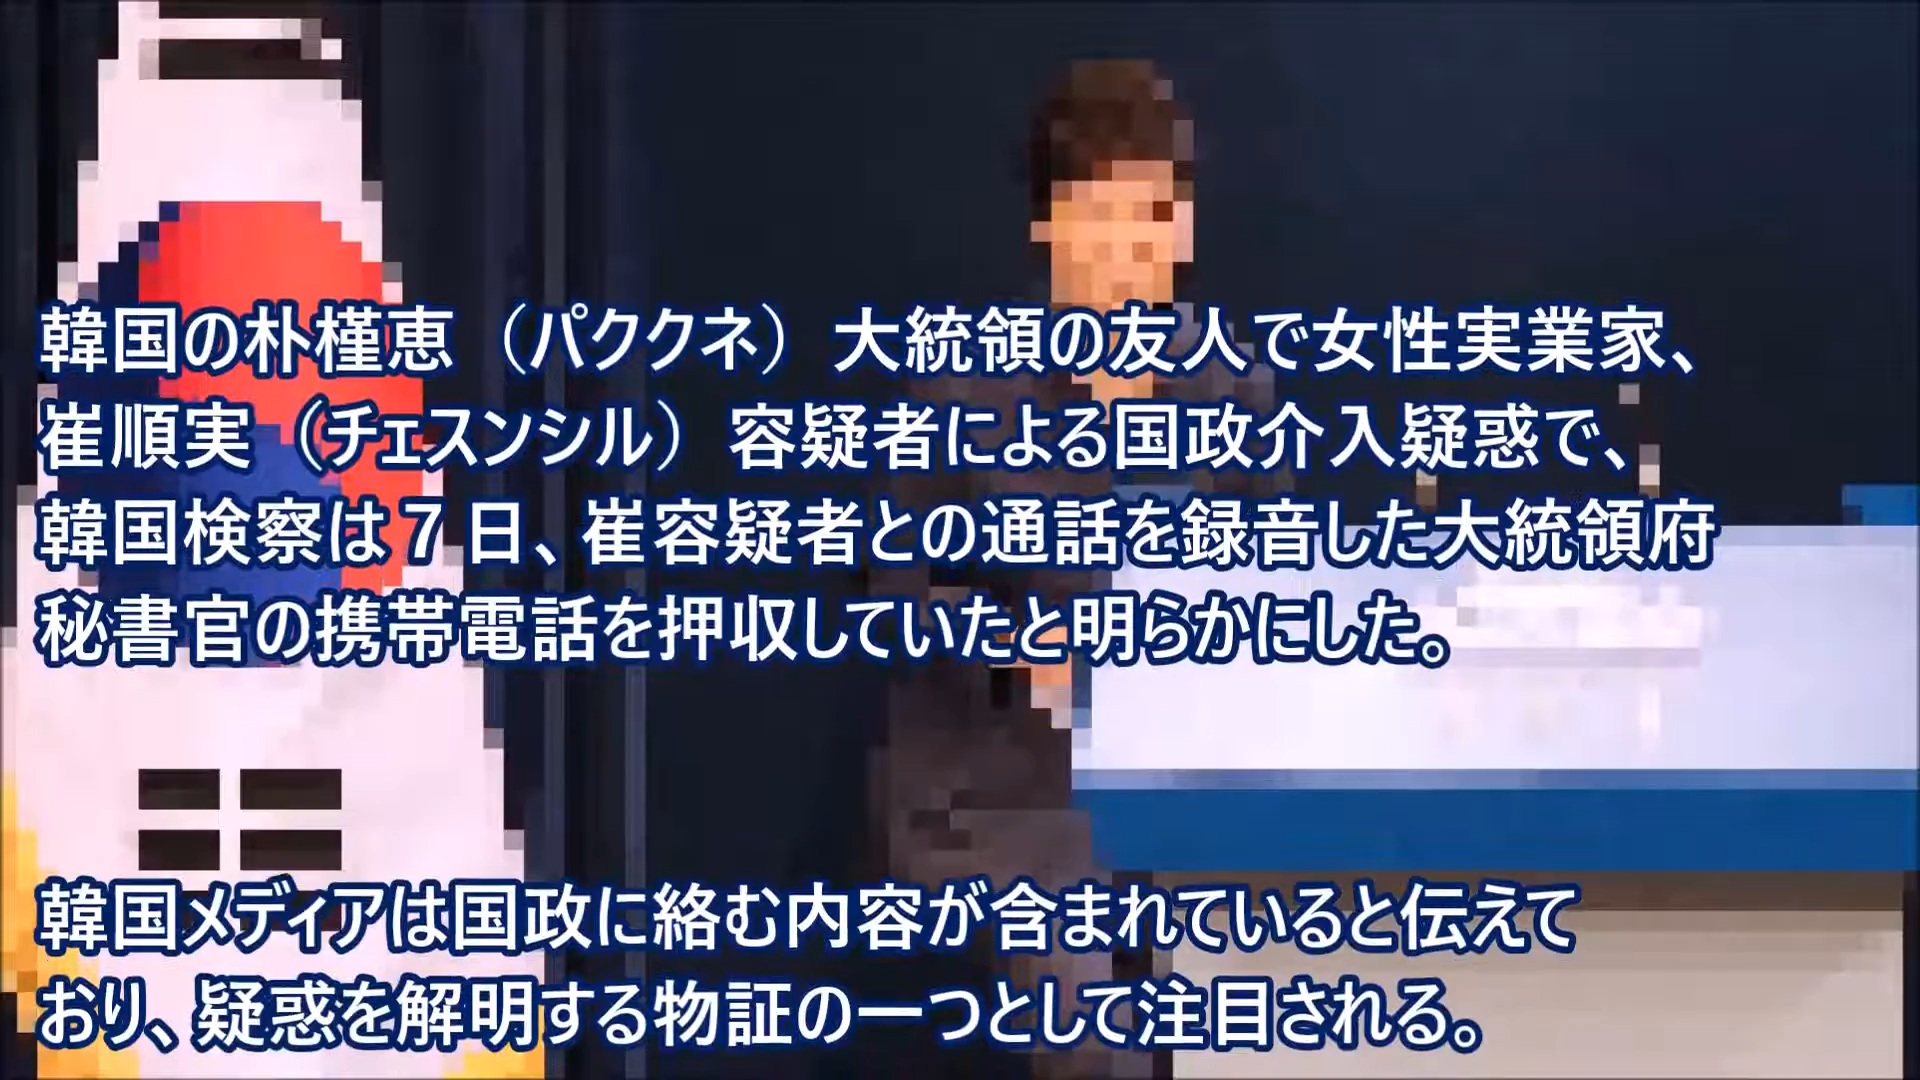 韓国の朴槿恵（パククネ）大統領の友人で女性実業家、
崔順実（チェスンシル）容疑者による国政介入疑惑で、
韓国検察は７日、崔容疑者との通話を録音した大統領府
秘書官の携帯電話を押収していたと明らかにした。
韓国メディアは国政に絡む内容が含まれていると伝えて
おり、疑惑を解明する物証の一つとして注目される。